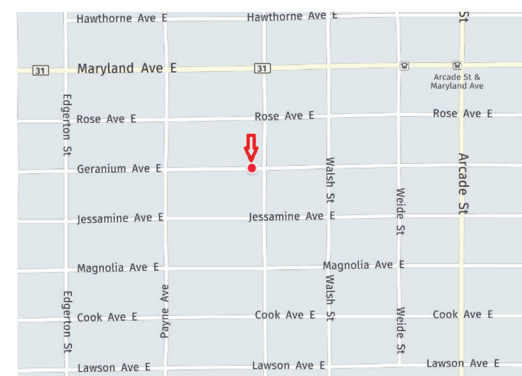 Hawthorne Ave E
Hawthorne Ave E
St
31
Maryland Ave E
31
Arcade St &
Maryland Ave
Edgerton St
Rose Ave E
Rose Ave E
Rose Ave E
Geranium Ave E
Walsh St
Weide St
Arcade St
Jessamine Ave E
Jessamine Ave E
Magnolia Ave E
Magnolia Ave E
Edgerton St
Payne Ave
Walsh St
Weide St
Cook Ave E
Cook Ave E
Cook Ave E
Lawson Ave E
Lawson Ave E
Lawson Ave E